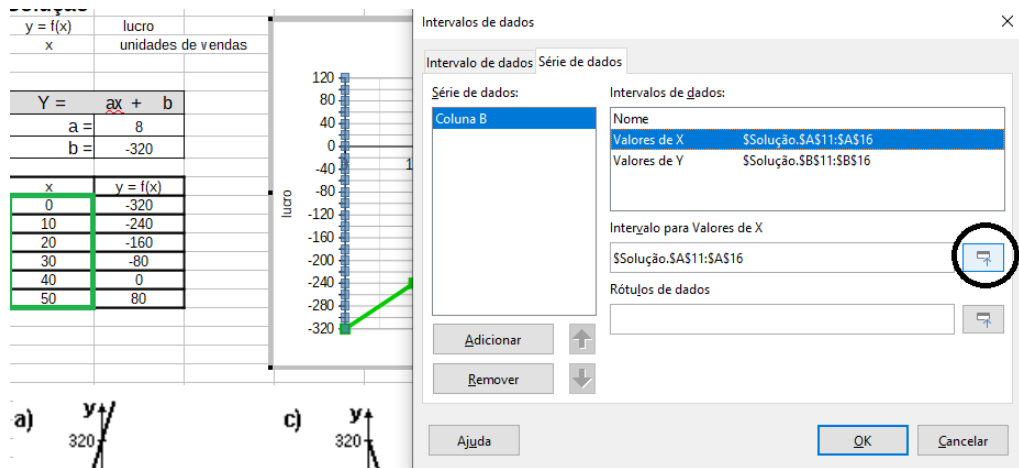 y = f(x) lucro
x unidades de vendas
Y = ax + b
a = 8
b = -320
x y = f(x)
0 -320
10 -240
20 -160
30 -80
40 0
50 80
120
80
40
0
-40
-80
-120
-160
-200
-240
-280
-320
1
lucro
a) y
320
c) y
320
Intervalos de dados
Intervalo de dados Série de dados
Série de dados:
Coluna B
Adicionar
Remover
Intervalos de dados:
Nome
Valores de X $Solução.$A$11:$A$16
Valores de Y $Solução.$B$11:$B$16
Intervalo para Valores de X
$Solução.$A$11:$A$16
Rótulos de dados
Ajuda OK Cancelar